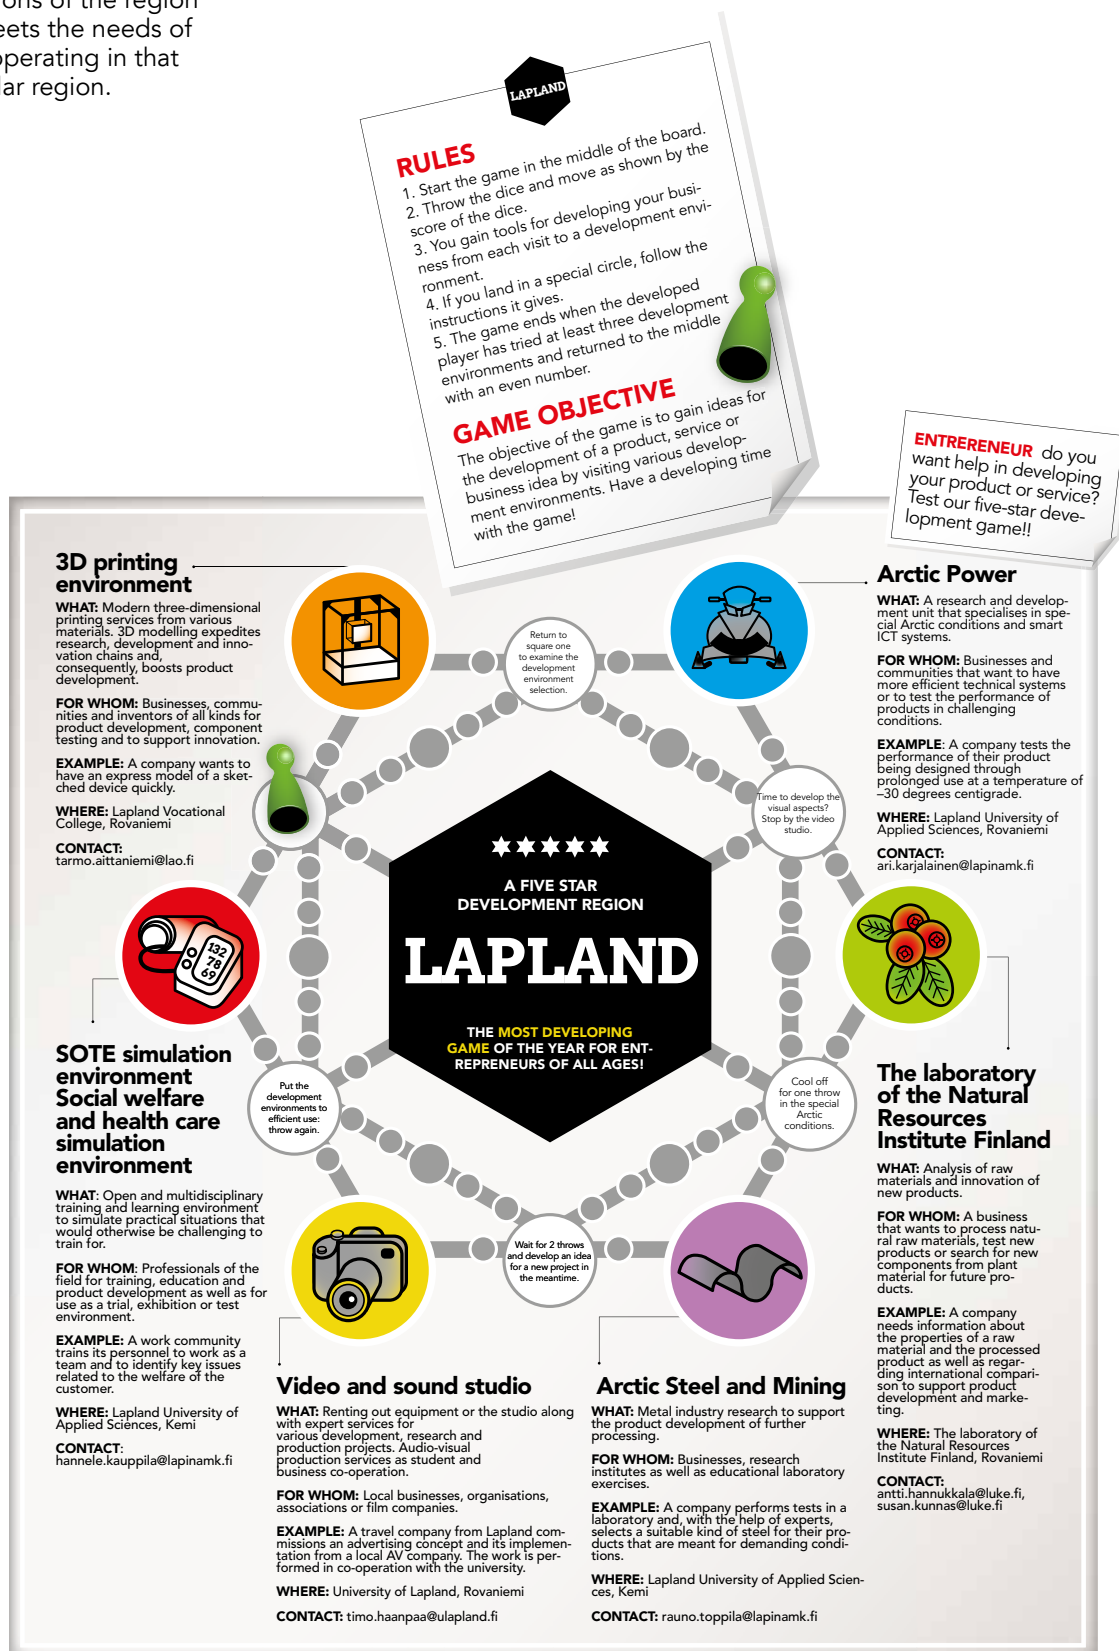 ons of the region
eets the needs of
operating in that
lar region.
LAPLAND
RULES
1. Start the game in the middle of the board.
2. Throw the dice and move as shown by the
score of the dice.
3. You gain tools for developing your busi-
ness from each visit to a development envi-
ronment.
4. If you land in a special circle, follow the
instructions it gives.
5. The game ends when the developed
player has tried at least three development
environments and returned to the middle
with an even number.
GAME OBJECTIVE
The objective of the game is to gain ideas for
the development of a product, service or
business idea by visiting various develop-
ment environments. Have a developing time
with the game!
ENTRERENEUR do you
want help in developing
your product or service?
Test our five-star deve-
lopment game!!
3D printing
environment
WHAT: Modern three-dimensional
printing services from various
materials. 3D modelling expedites
research, development and inno-
vation chains and,
consequently, boosts product
development.
FOR WHOM: Businesses, commu-
nities and inventors of all kinds for
product development, component
testing and to support innovation.
EXAMPLE: A company wants to
have an express model of a sket-
ched device quickly.
WHERE: Lapland Vocational
College, Rovaniemi
CONTACT:
tarmo.aittaniemi@lao.fi
Return to
square one
to examine the
development
environment
selection.
Arctic Power
WHAT: A research and develop-
ment unit that specialises in spe-
cial Arctic conditions and smart
ICT systems.
FOR WHOM: Businesses and
communities that want to have
more efficient technical systems
or to test the performance of
products in challenging
conditions.
EXAMPLE: A company tests the
performance of their product
being designed through
prolonged use at a temperature of
–30 degrees centigrade.
WHERE: Lapland University of
Applied Sciences, Rovaniemi
CONTACT:
ari.karjalainen@lapinamk.fi
Time to develop the
visual aspects?
Stop by the video
studio.
A FIVE STAR
DEVELOPMENT REGION
LAPLAND
THE MOST DEVELOPING
GAME OF THE YEAR FOR ENT-
REPRENEURS OF ALL AGES!
132
78
69
SOTE simulation
environment
Social welfare
and health care
simulation
environment
WHAT: Open and multidisciplinary
training and learning environment
to simulate practical situations that
would otherwise be challenging to
train for.
FOR WHOM: Professionals of the
field for training, education and
product development as well as for
use as a trial, exhibition or test
environment.
EXAMPLE: A work community
trains its personnel to work as a
team and to identify key issues
related to the welfare of the
customer.
WHERE: Lapland University of
Applied Sciences, Kemi
CONTACT:
hannele.kauppila@lapinamk.fi
Put the
development
environments to
efficient use:
throw again.
Cool off
for one throw
in the special
Arctic
conditions.
Wait for 2 throws
and develop an idea
for a new project in
the meantime.
The laboratory
of the Natural
Resources
Institute Finland
WHAT: Analysis of raw
materials and innovation of
new products.
FOR WHOM: A business
that wants to process natu-
ral raw materials, test new
products or search for new
components from plant
material for future pro-
ducts.
EXAMPLE: A company
needs information about
the properties of a raw
material and the processed
product as well as regar-
ding international compari-
son to support product
development and marke-
ting.
WHERE: The laboratory of
the Natural Resources
Institute Finland, Rovaniemi
CONTACT:
antti.hannukkala@luke.fi,
susan.kunnas@luke.fi
Video and sound studio
WHAT: Renting out equipment or the studio along
with expert services for
various development, research and
production projects. Audio-visual
production services as student and
business co-operation.
FOR WHOM: Local businesses, organisations,
associations or film companies.
EXAMPLE: A travel company from Lapland com-
missions an advertising concept and its implemen-
tation from a local AV company. The work is per-
formed in co-operation with the university.
WHERE: University of Lapland, Rovaniemi
CONTACT: timo.haanpaa@ulapland.fi
Arctic Steel and Mining
WHAT: Metal industry research to support
the product development of further
processing.
FOR WHOM: Businesses, research
institutes as well as educational laboratory
exercises.
EXAMPLE: A company performs tests in a
laboratory and, with the help of experts,
selects a suitable kind of steel for their pro-
ducts that are meant for demanding condi-
tions.
WHERE: Lapland University of Applied Scien-
ces, Kemi
CONTACT: rauno.toppila@lapinamk.fi